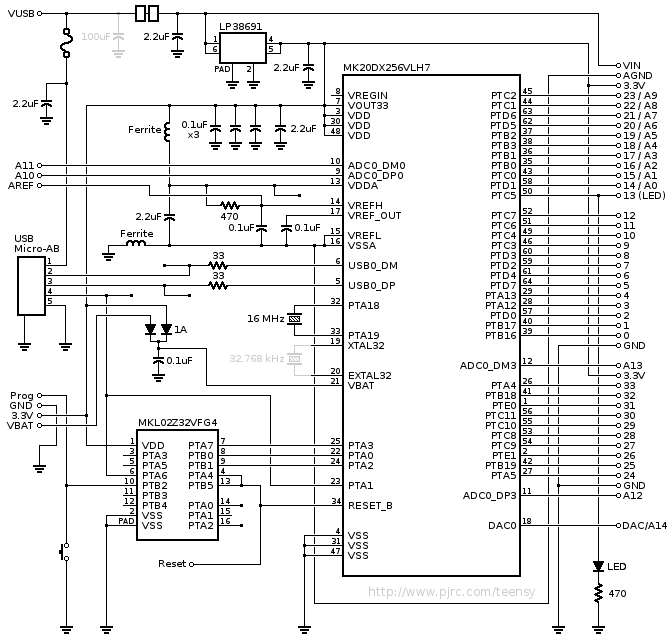 VUSB
100uF
2.2uF
LP38691
1
6
4
5
PAD
2
2.2uF
2.2uF
MK20DX256VLH7
VIN
AGND
3.3V
8 VREGIN
7 VOUT33
3 VDD
30 VDD
48 VDD
Ferrite
0.1uF
x3
2.2uF
PTC2 45 23 / A9
PTC1 44 22 / A8
PTD6 63 21 / A7
PTD5 62 20 / A6
PTB2 37 19 / A5
PTB3 38 18 / A4
PTB1 36 17 / A3
PTB0 35 16 / A2
PTC0 43 15 / A1
PTD1 58 14 / A0
PTC5 50 13 (LED)
A11 10 ADC0_DM0
A10 9 ADC0_DP0
AREF 13 VDDA
14 VREFH
470
17 VREF_OUT
2.2uF
0.1uF
0.1uF
15 VREFL
16 VSSA
Ferrite
PTC7 52 12
PTC6 51 11
PTC4 49 10
PTC3 46 9
PTD3 60 8
PTD2 59 7
PTD4 61 6
PTD7 64 5
PTA13 29 4
PTA12 28 3
PTD0 57 2
PTB17 40 1
PTB16 39 0
GND
USB
Micro-AB
1
2
3
4
5
33
6 USB0_DM
33
5 USB0_DP
32 PTA18
16 MHz
33 PTA19
19 XTAL32
32.768 kHz
20 EXTAL32
21 VBAT
1A
0.1uF
ADC0_DM3 12 A13
3.3V
PTA4 26 33
PTB18 41 32
PTE0 1 31
PTC11 56 30
PTC10 55 29
PTC8 53 28
PTC9 54 27
PTE1 2 26
PTB19 42 25
PTA5 27 24
GND
ADC0_DP3 11 A12
DAC0 18 DAC/A14
Prog
GND
3.3V
VBAT
MKL02Z32VFG4
1 VDD PTA7 7
3 PTA3 PTB0 8
5 PTA5 PTB1 9
6 PTA6 PTA4 4
10 PTB2 PTB5 13
11 PTB3
12 PTB4 PTA0 14
2 VSS PTA1 15
PAD VSS PTA2 16
25 PTA3
22 PTA0
24 PTA2
23 PTA1
34 RESET_B
4 VSS
31 VSS
47 VSS
Reset
LED
470
http://www.pjrc.com/teensy